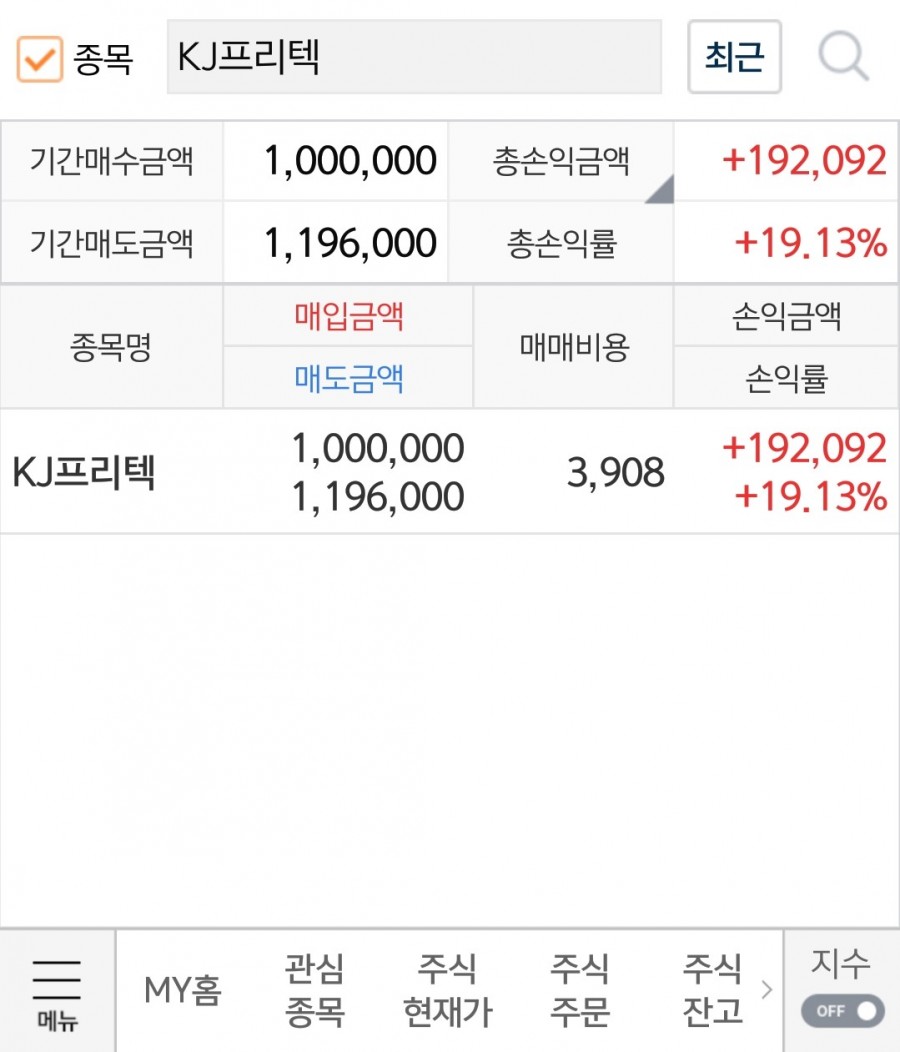 종목 KJ프리텍 최근
기간매수금액 1,000,000 총손익금액 +192,092
기간매도금액 1,196,000 총손익률 +19.13%
종목명 매입금액 매매비용 손익금액
매도금액 손익률
KJ프리텍 1,000,000 3,908 +192,092
1,196,000 +19.13%
메뉴
MY홈
관심
종목
주식
현재가
주식
주문
주식
잔고
지수
OFF